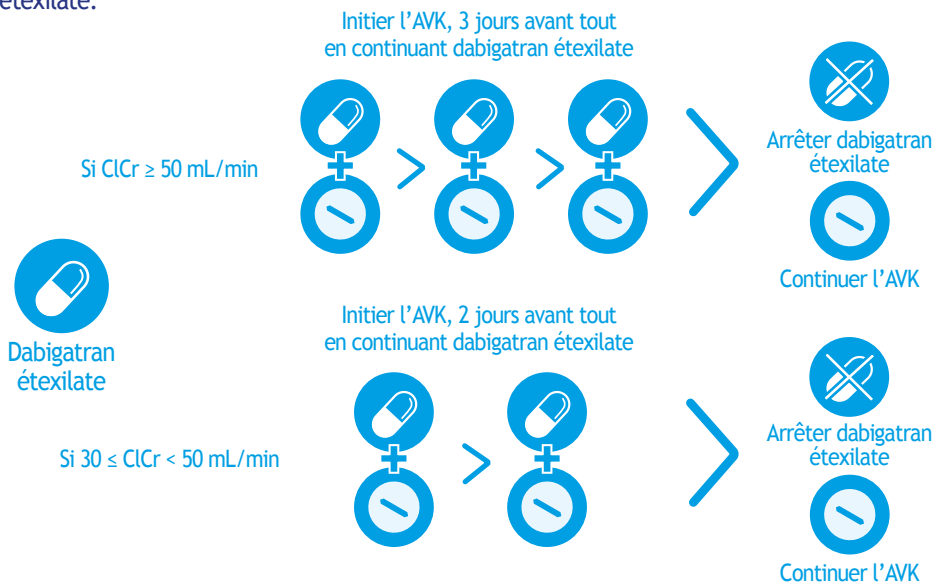 étexilate.
Initier l’AVK, 3 jours avant tout
en continuant dabigatran étexilate
Si ClCr ≥ 50 mL/min
Arrêter dabigatran
étexilate
Continuer l’AVK
Dabigatran
étexilate
Initier l’AVK, 2 jours avant tout
en continuant dabigatran étexilate
Si 30 ≤ ClCr < 50 mL/min
Arrêter dabigatran
étexilate
Continuer l’AVK